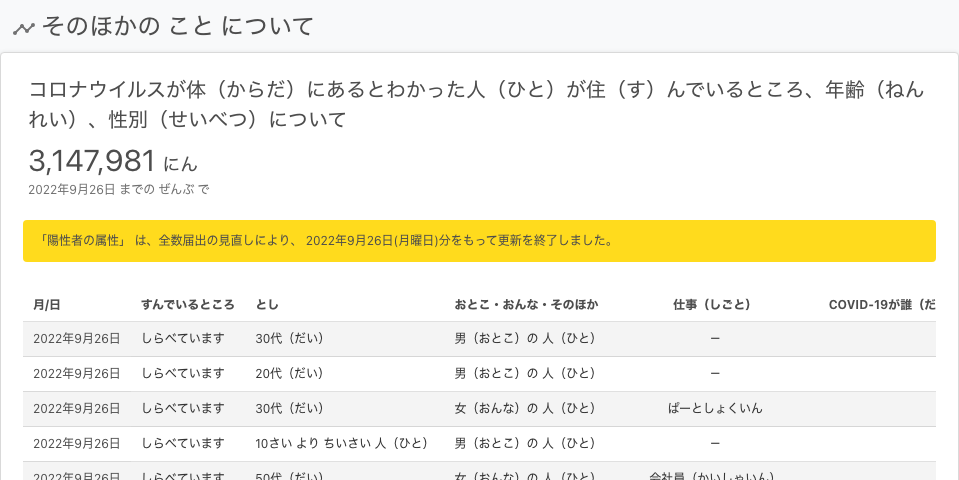 そのほかの こと について
コロナウイルスが体（からだ）にあるとわかった人（ひと）が住（す）んでいるところ、年齢（ねん
れい）、性別（せいべつ）について
3,147,981 にん
2022年9月26日 までの ぜんぶ で
「陽性者の属性」 は、全数届出の見直しにより、 2022年9月26日(月曜日)分をもって更新を終了しました。
月/日 すんでいるところ とし おとこ・おんな・そのほか 仕事（しごと） COVID-19が誰（だ
2022年9月26日 しらべています 30代（だい） 男（おとこ）の 人（ひと） ー
2022年9月26日 しらべています 20代（だい） 男（おとこ）の 人（ひと） ー
2022年9月26日 しらべています 30代（だい） 女（おんな）の 人（ひと） ぱーとしょくいん
2022年9月26日 しらべています 10さい より ちいさい 人（ひと） 男（おとこ）の 人（ひと） ー
2022年9月26日 しらべています 50代（だい） 女（おんな）の 人（ひと） 会社員（かいしゃいん）